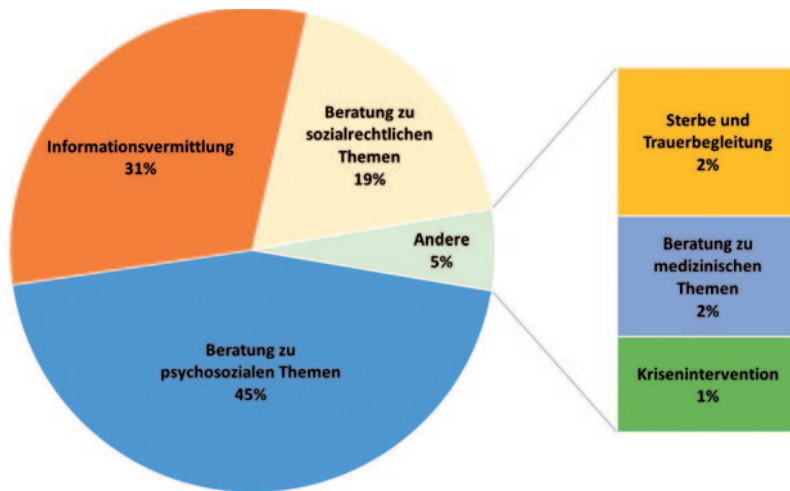 Informationsvermittlung
31%
Beratung zu
sozialrechtlichen
Themen
19%
Andere
5%
Beratung zu
psychosozialen Themen
45%
Sterbe und
Trauerbegleitung
2%
Beratung zu
medizinischen
Themen
2%
Krisenintervention
1%